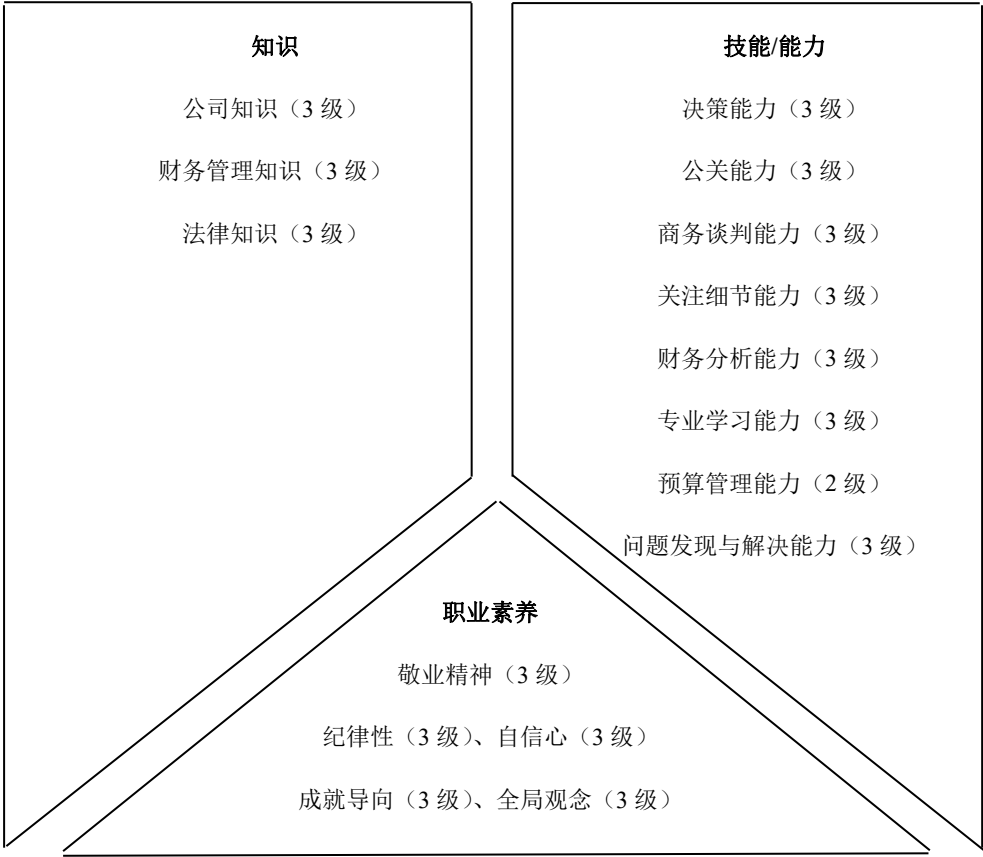 知识
公司知识（3 级）
财务管理知识（3 级）
法律知识（3 级）
技能/能力
决策能力（3 级）
公关能力（3 级）
商务谈判能力（3 级）
关注细节能力（3 级）
财务分析能力（3 级）
专业学习能力（3 级）
预算管理能力（2 级）
问题发现与解决能力（3 级）
职业素养
敬业精神（3 级）
纪律性（3 级）、自信心（3 级）
成就导向（3 级）、全局观念（3 级）